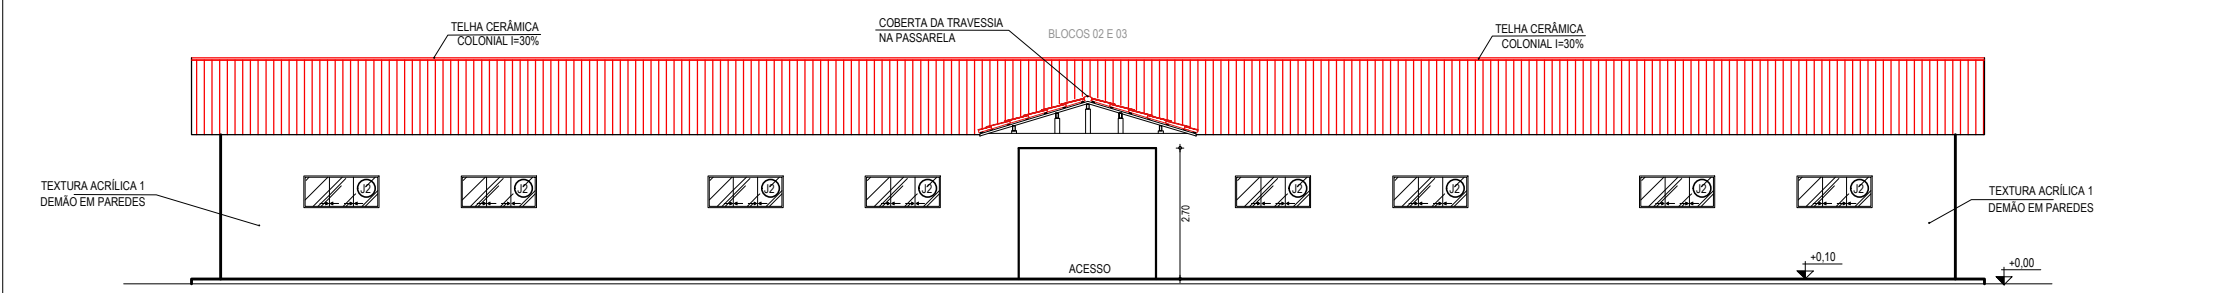 TELHA CERÂMICA
COLONIAL I=30%
COBERTA DA TRAVESSIA
NA PASSARELA
BLOCOS 02 E 03
TELHA CERÂMICA
COLONIAL I=30%
TEXTURA ACRÍLICA 1
DEMÃO EM PAREDES
J2
J2
J2
J2
2.70
J2
J2
J2
J2
TEXTURA ACRÍLICA 1
DEMÃO EM PAREDES
ACESSO
+0,10
+0,00